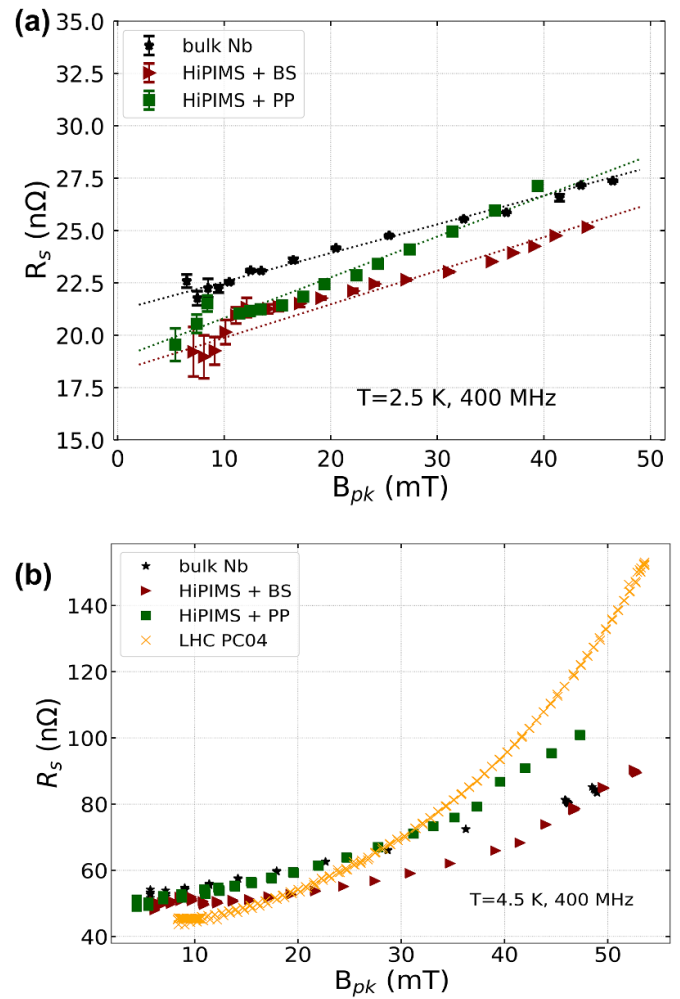 (a)
35.0
32.5
30.0
27.5
25.0
22.5
20.0
17.5
15.0
R_s (nΩ)
bulk Nb
HiPIMS + BS
HiPIMS + PP
T=2.5 K, 400 MHz
0 10 20 30 40 50
B_pk (mT)
(b)
140
120
100
80
60
40
R_s (nΩ)
bulk Nb
HiPIMS + BS
HiPIMS + PP
LHC PC04
T=4.5 K, 400 MHz
10 20 30 40 50
B_pk (mT)